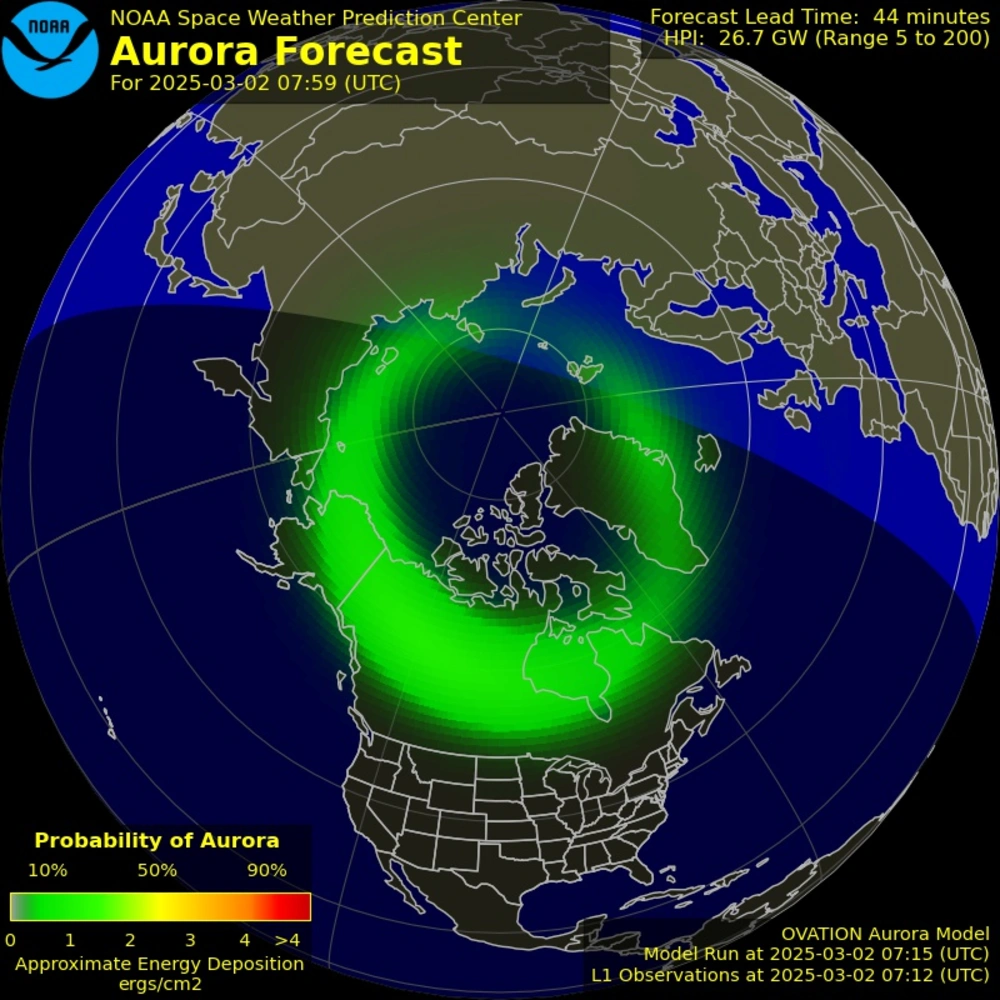 NOAA
NOAA Space Weather Prediction Center
Aurora Forecast
For 2025-03-02 07:59 (UTC)
Forecast Lead Time: 44 minutes
HPI: 26.7 GW (Range 5 to 200)
Probability of Aurora
10% 50% 90%
0 1 2 3 4 >4
Approximate Energy Deposition
ergs/cm2
OVATION Aurora Model
Model Run at 2025-03-02 07:15 (UTC)
L1 Observations at 2025-03-02 07:12 (UTC)